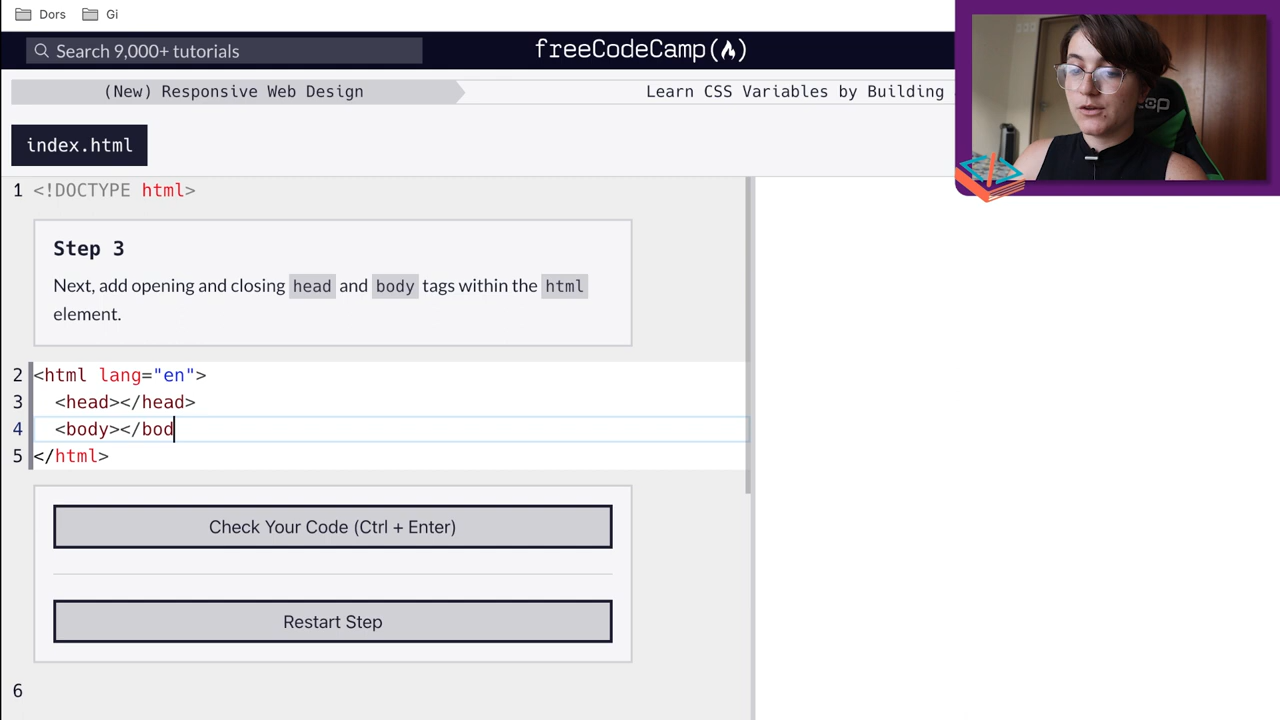 Dors Gi
Search 9,000+ tutorials
freeCodeCamp
(New) Responsive Web Design
Learn CSS Variables by Building
index.html
1 <!DOCTYPE html>
Step 3
Next, add opening and closing head and body tags within the html
element.
2 <html lang="en">
3 <head></head>
4 <body></bod
5 </html>
Check Your Code (Ctrl + Enter)
Restart Step
6